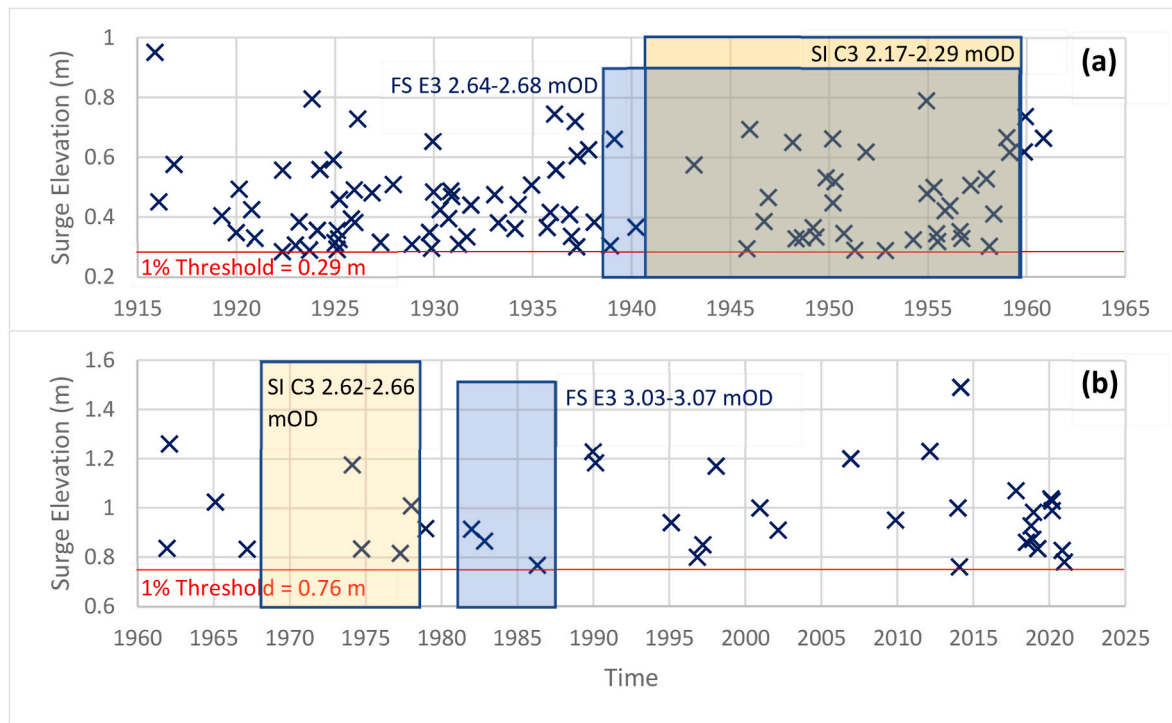 (a)
SI C3 2.17-2.29 mOD
FS E3 2.64-2.68 mOD
Surge Elevation (m)
1
0.8
0.6
0.4
0.2
1% Threshold = 0.29 m
1915 1920 1925 1930 1935 1940 1945 1950 1955 1960 1965
(b)
SI C3 2.62-2.66
mOD
FS E3 3.03-3.07 mOD
Surge Elevation (m)
1.6
1.4
1.2
1
0.8
0.6
1% Threshold = 0.76 m
1960 1965 1970 1975 1980 1985 1990 1995 2000 2005 2010 2015 2020 2025
Time